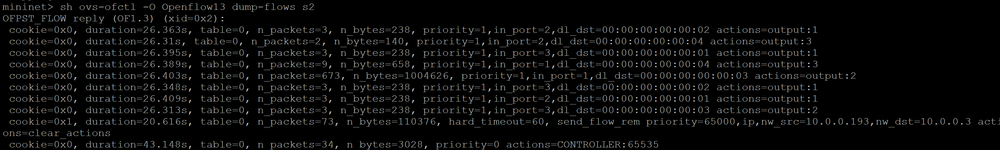 mininet> sh ovs-ofctl -O Openflow13 dump-flows s2
OFPST_FLOW reply (OF1.3) (xid=0x2):
 cookie=0x0, duration=26.363s, table=0, n_packets=3, n_bytes=238, priority=1,in_port=2,dl_dst=00:00:00:00:00:02 actions=output:1
 cookie=0x0, duration=26.31s, table=0, n_packets=2, n_bytes=140, priority=1,in_port=2,dl_dst=00:00:00:00:00:04 actions=output:3
 cookie=0x0, duration=26.395s, table=0, n_packets=3, n_bytes=238, priority=1,in_port=3,dl_dst=00:00:00:00:00:01 actions=output:1
 cookie=0x0, duration=26.389s, table=0, n_packets=9, n_bytes=658, priority=1,in_port=1,dl_dst=00:00:00:00:00:04 actions=output:3
 cookie=0x0, duration=26.403s, table=0, n_packets=673, n_bytes=1004626, priority=1,in_port=1,dl_dst=00:00:00:00:00:03 actions=output:2
 cookie=0x0, duration=26.348s, table=0, n_packets=3, n_bytes=238, priority=1,in_port=3,dl_dst=00:00:00:00:00:02 actions=output:1
 cookie=0x0, duration=26.409s, table=0, n_packets=3, n_bytes=238, priority=1,in_port=2,dl_dst=00:00:00:00:00:01 actions=output:1
 cookie=0x0, duration=26.313s, table=0, n_packets=3, n_bytes=238, priority=1,in_port=3,dl_dst=00:00:00:00:00:03 actions=output:2
 cookie=0x1, duration=20.616s, table=0, n_packets=73, n_bytes=110376, hard_timeout=60, send_flow_rem priority=65000,ip,nw_src=10.0.0.193,nw_dst=10.0.0.3 acti
ons=clear_actions
 cookie=0x0, duration=43.148s, table=0, n_packets=34, n_bytes=3028, priority=0 actions=CONTROLLER:65535